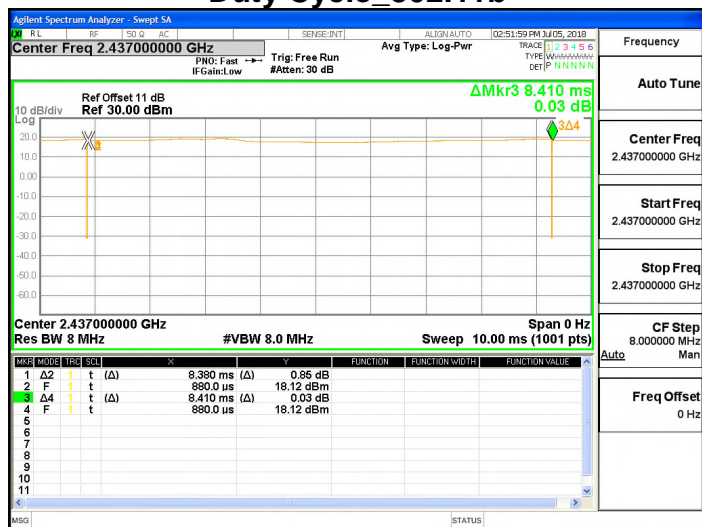 Agilent Spectrum Analyzer - Swept SA
LXI RL RF 50 Ω AC SENSE:INT ALIGNAUTO 02:51:59 PM Jul 05, 2018
Center Freq 2.437000000 GHz Avg Type: Log-Pwr TRACE 1 2 3 4 5 6
PNO: Fast Trig: Free Run TYPE
IFGain:Low #Atten: 30 dB DET P N N N N N
ΔMkr3 8.410 ms
0.03 dB
Ref Offset 11 dB
10 dB/div Ref 30.00 dBm
Log
3Δ4
20.0
10.0
0.00
-10.0
-20.0
-30.0
-40.0
-50.0
-60.0
Center 2.437000000 GHz Span 0 Hz
Res BW 8 MHz #VBW 8.0 MHz Sweep 10.00 ms (1001 pts)
MKR MODE TRC SCL X Y FUNCTION FUNCTION WIDTH FUNCTION VALUE
1 Δ2 1 t (Δ) 8.380 ms (Δ) 0.85 dB
2 F 1 t 880.0 µs 18.12 dBm
3 Δ4 1 t (Δ) 8.410 ms (Δ) 0.03 dB
4 F 1 t 880.0 µs 18.12 dBm
5
6
7
8
9
10
11
MSG STATUS
Frequency
Auto Tune
Center Freq
2.437000000 GHz
Start Freq
2.437000000 GHz
Stop Freq
2.437000000 GHz
CF Step
8.000000 MHz
Auto Man
Freq Offset
0 Hz